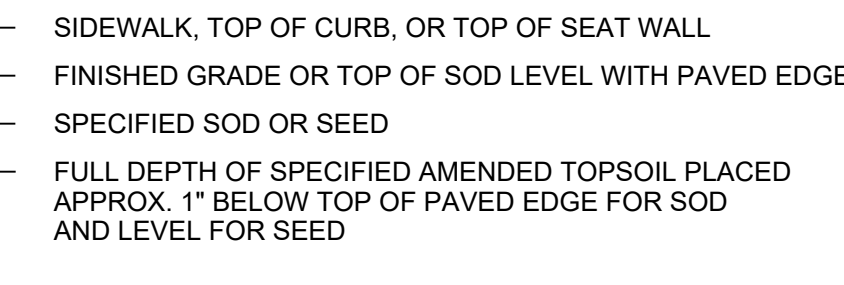 – SIDEWALK, TOP OF CURB, OR TOP OF SEAT WALL
– FINISHED GRADE OR TOP OF SOD LEVEL WITH PAVED EDGE
– SPECIFIED SOD OR SEED
– FULL DEPTH OF SPECIFIED AMENDED TOPSOIL PLACED
APPROX. 1" BELOW TOP OF PAVED EDGE FOR SOD
AND LEVEL FOR SEED